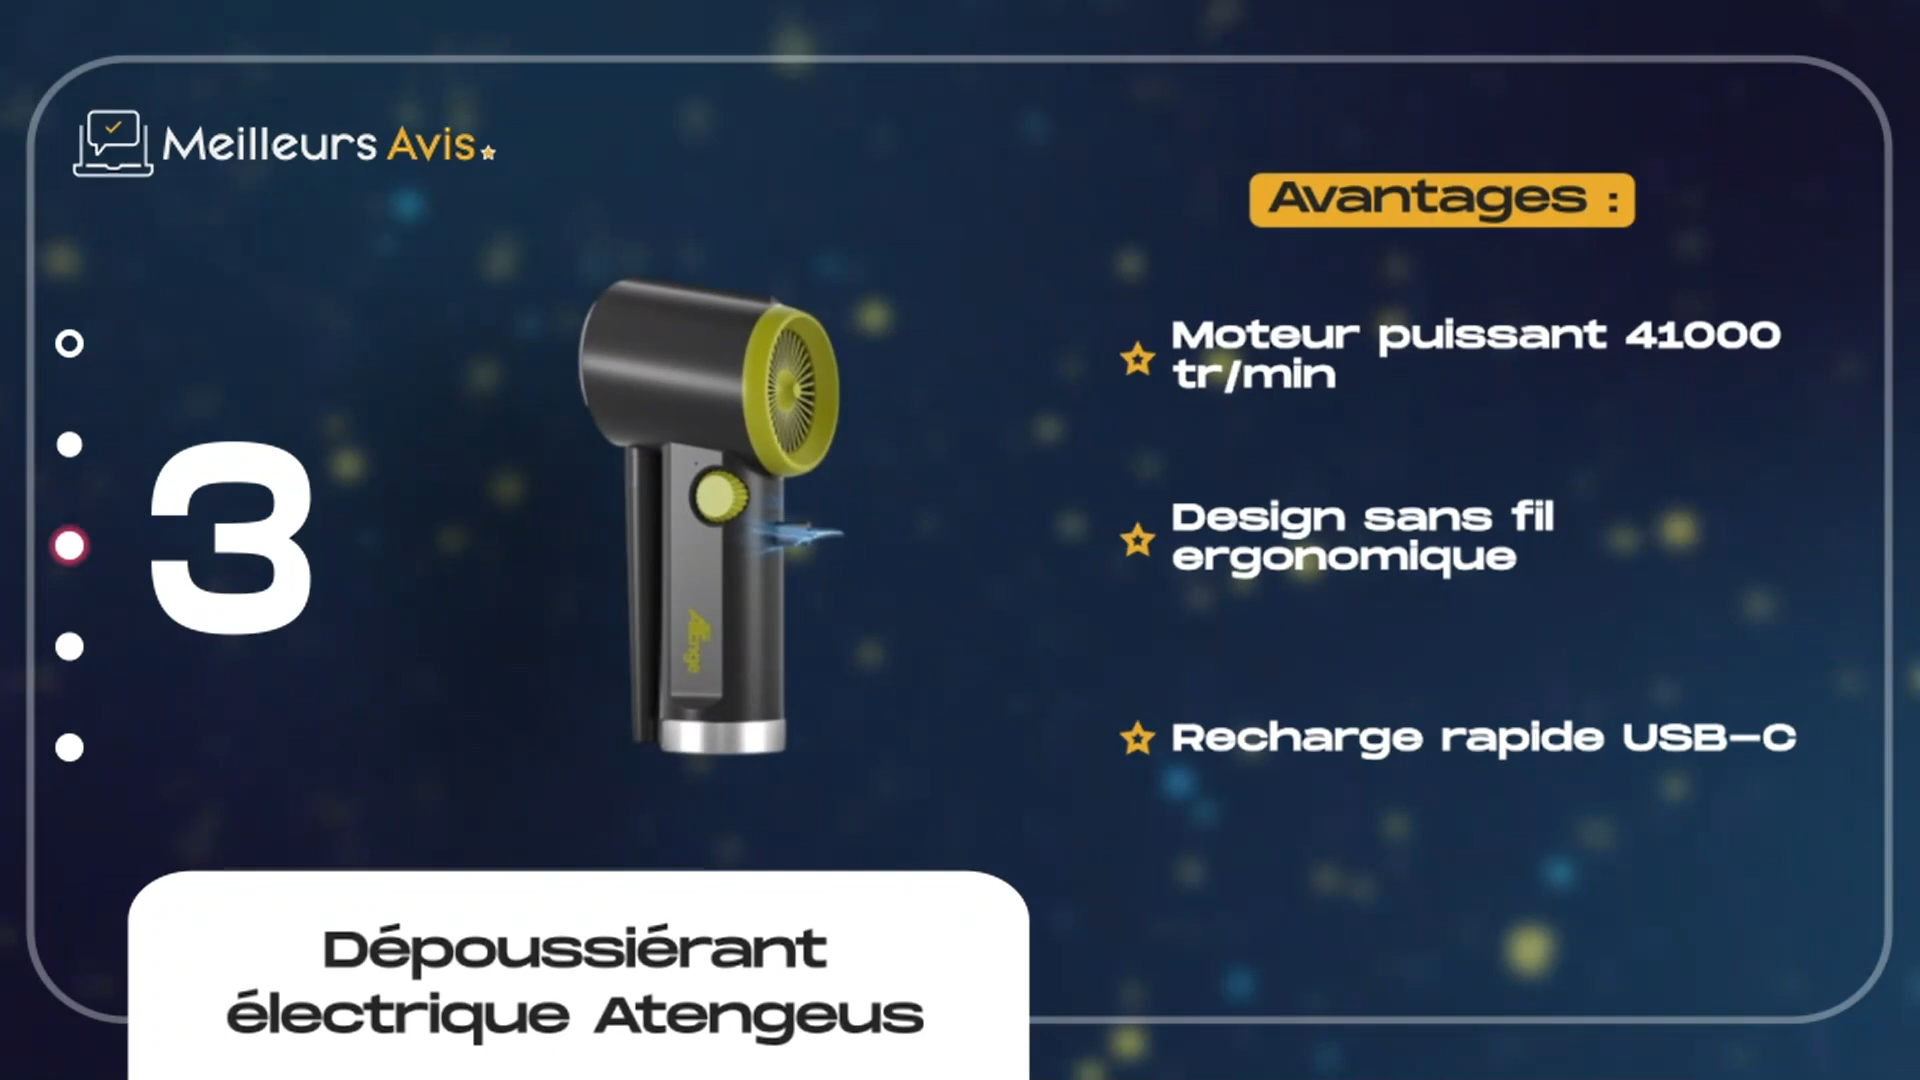 Meilleurs Avis
Avantages :
Moteur puissant 41000
tr/min
3
Design sans fil
ergonomique
Recharge rapide USB-C
Dépoussiérant
électrique Atengeus